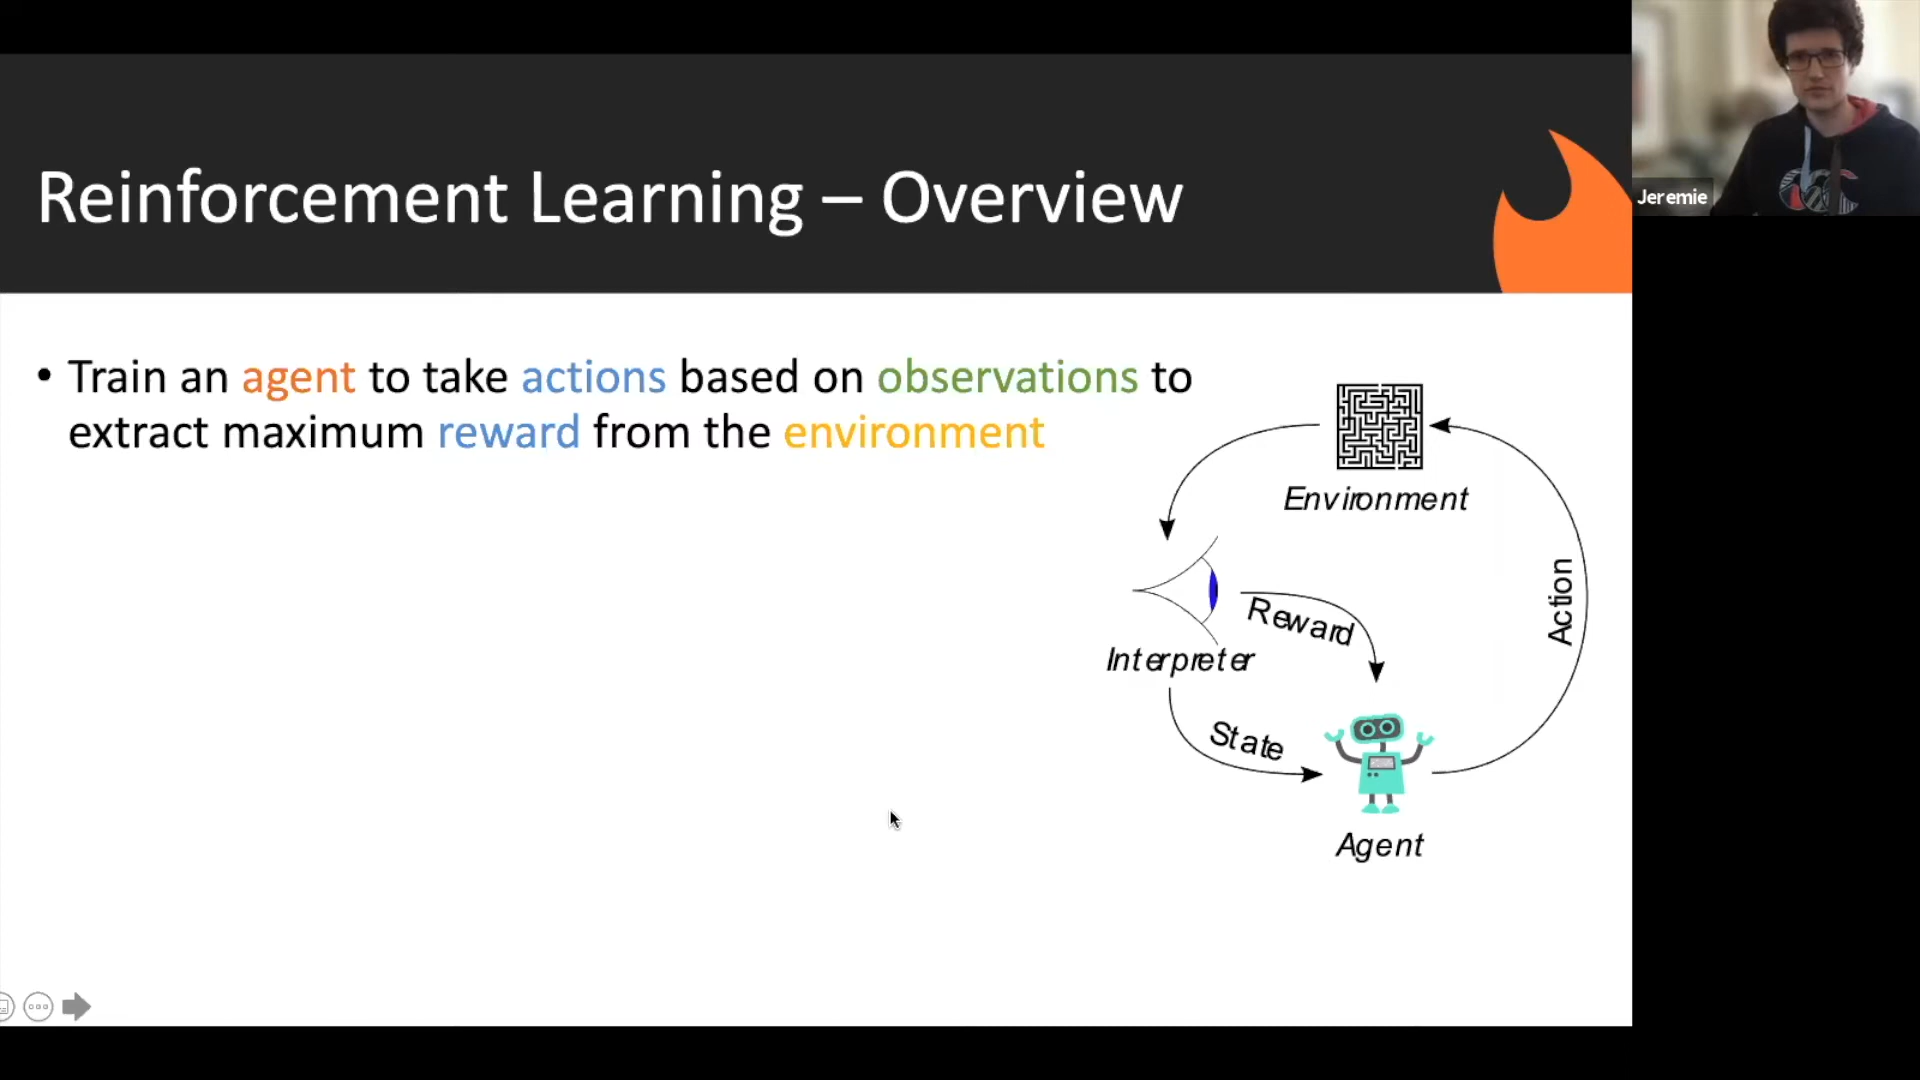 Reinforcement Learning – Overview
Jeremie
• Train an agent to take actions based on observations to
extract maximum reward from the environment
Environment
Action
Reward
Interpreter
State
Agent